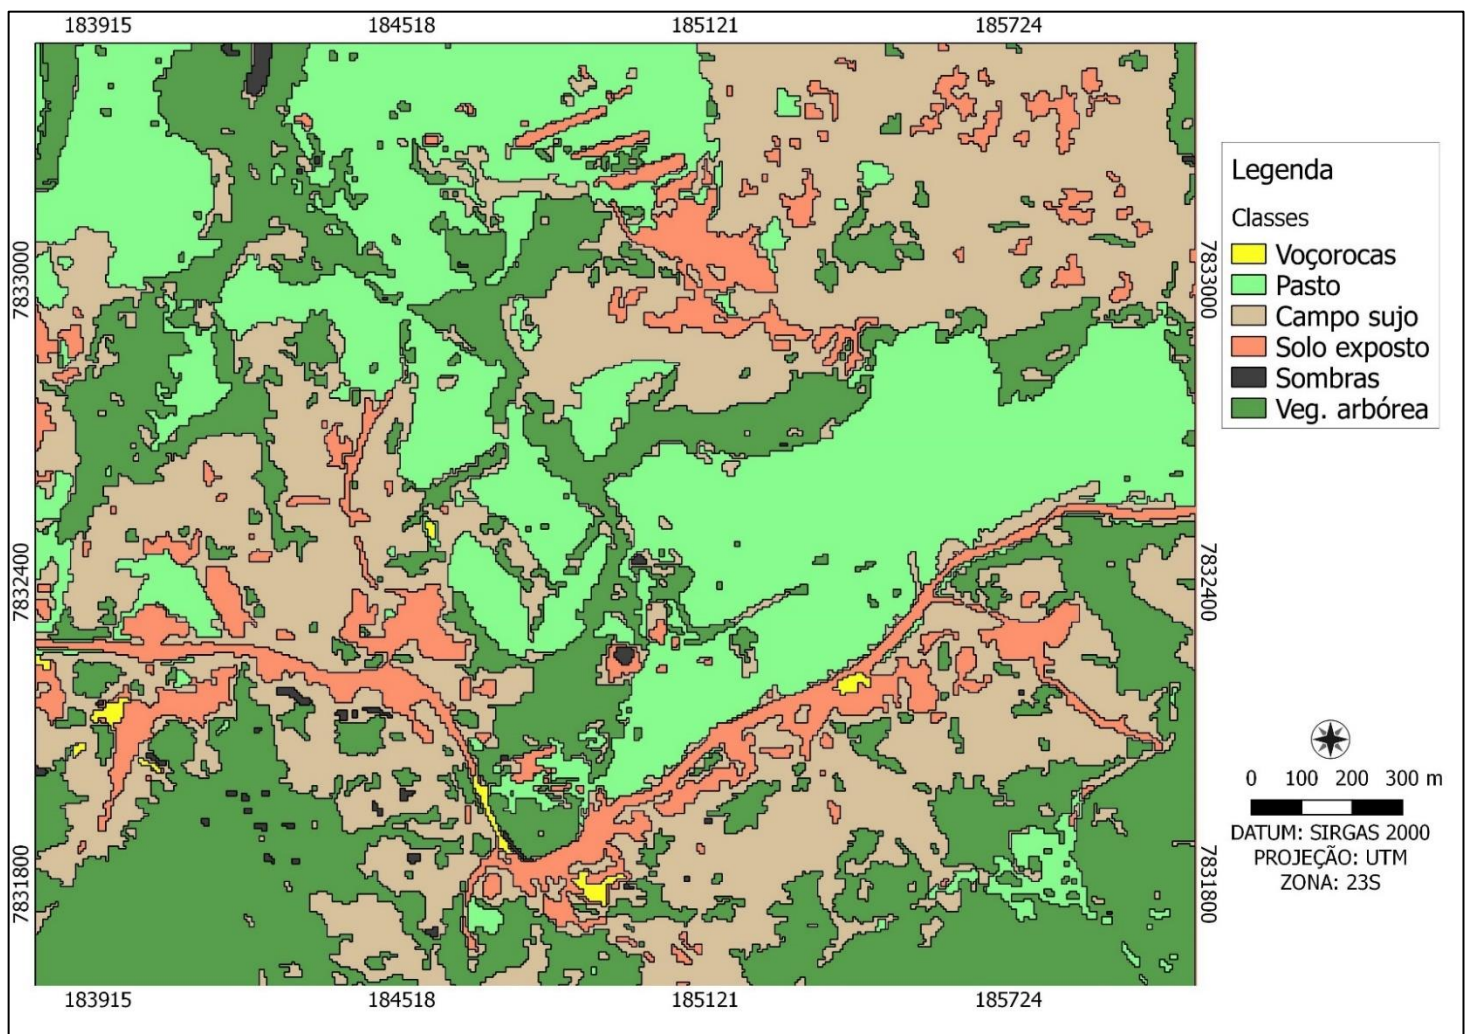 183915 184518 185121 185724
7833000
7832400
7831800
7833000
7832400
7831800
Legenda
Classes
Voçorocas
Pasto
Campo sujo
Solo exposto
Sombras
Veg. arbórea
0 100 200 300 m
DATUM: SIRGAS 2000
PROJEÇÃO: UTM
ZONA: 23S
183915 184518 185121 185724